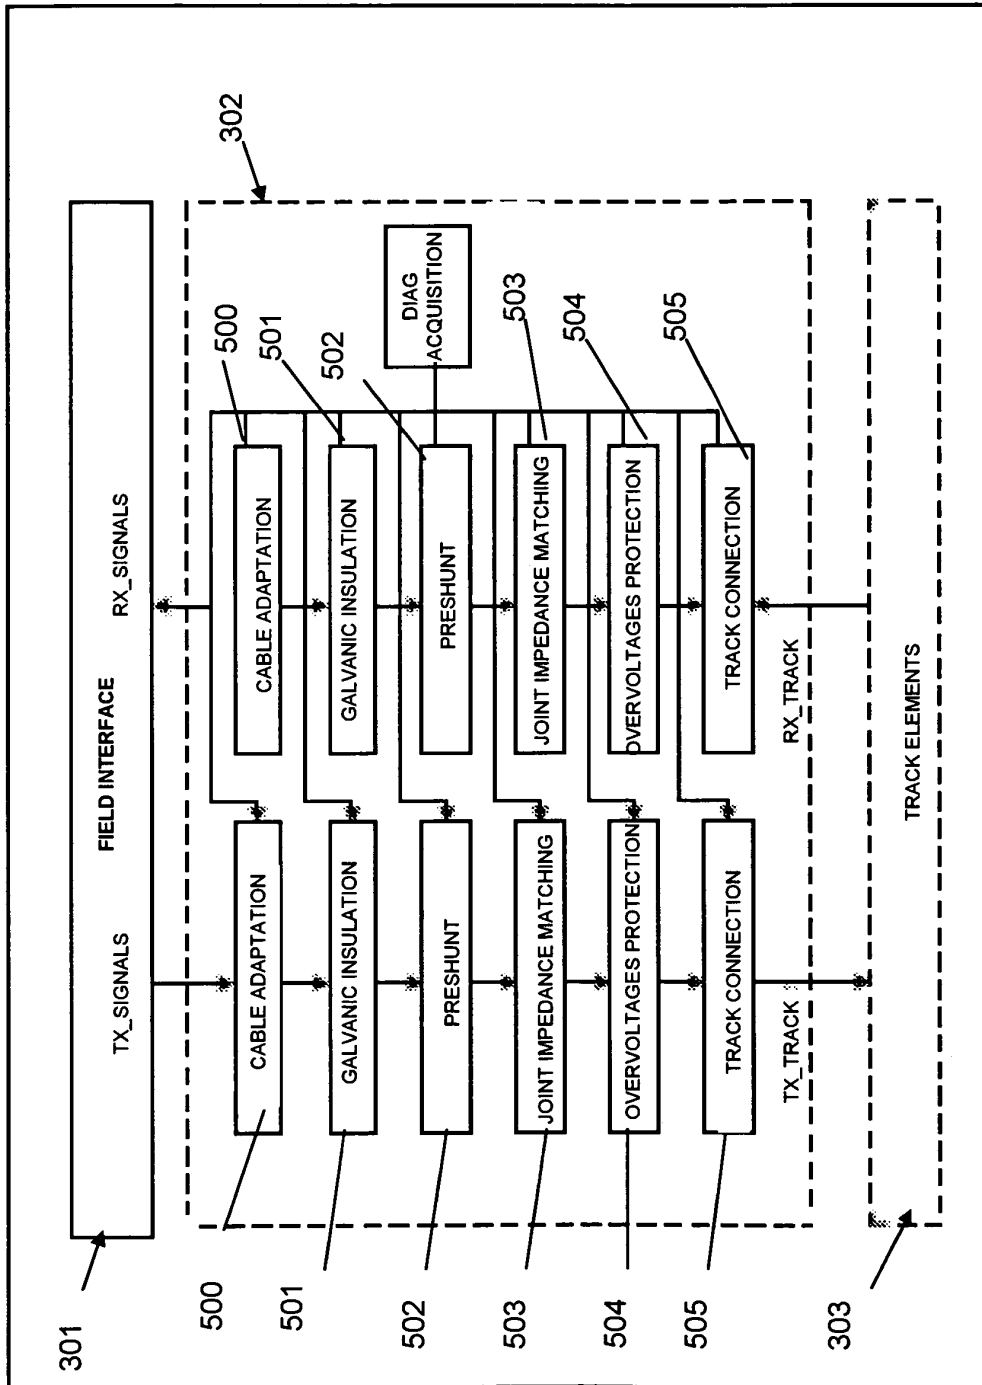 301
FIELD INTERFACE
TX_SIGNALS
RX_SIGNALS
302
500
CABLE ADAPTATION
CABLE ADAPTATION
500
501
GALVANIC INSULATION
GALVANIC INSULATION
501
502
PRESHUNT
PRESHUNT
502
DIAG
ACQUISITION
503
JOINT IMPEDANCE MATCHING
JOINT IMPEDANCE MATCHING
503
504
OVERVOLTAGES PROTECTION
OVERVOLTAGES PROTECTION
504
505
TRACK CONNECTION
TRACK CONNECTION
505
TX_TRACK
RX_TRACK
303
TRACK ELEMENTS